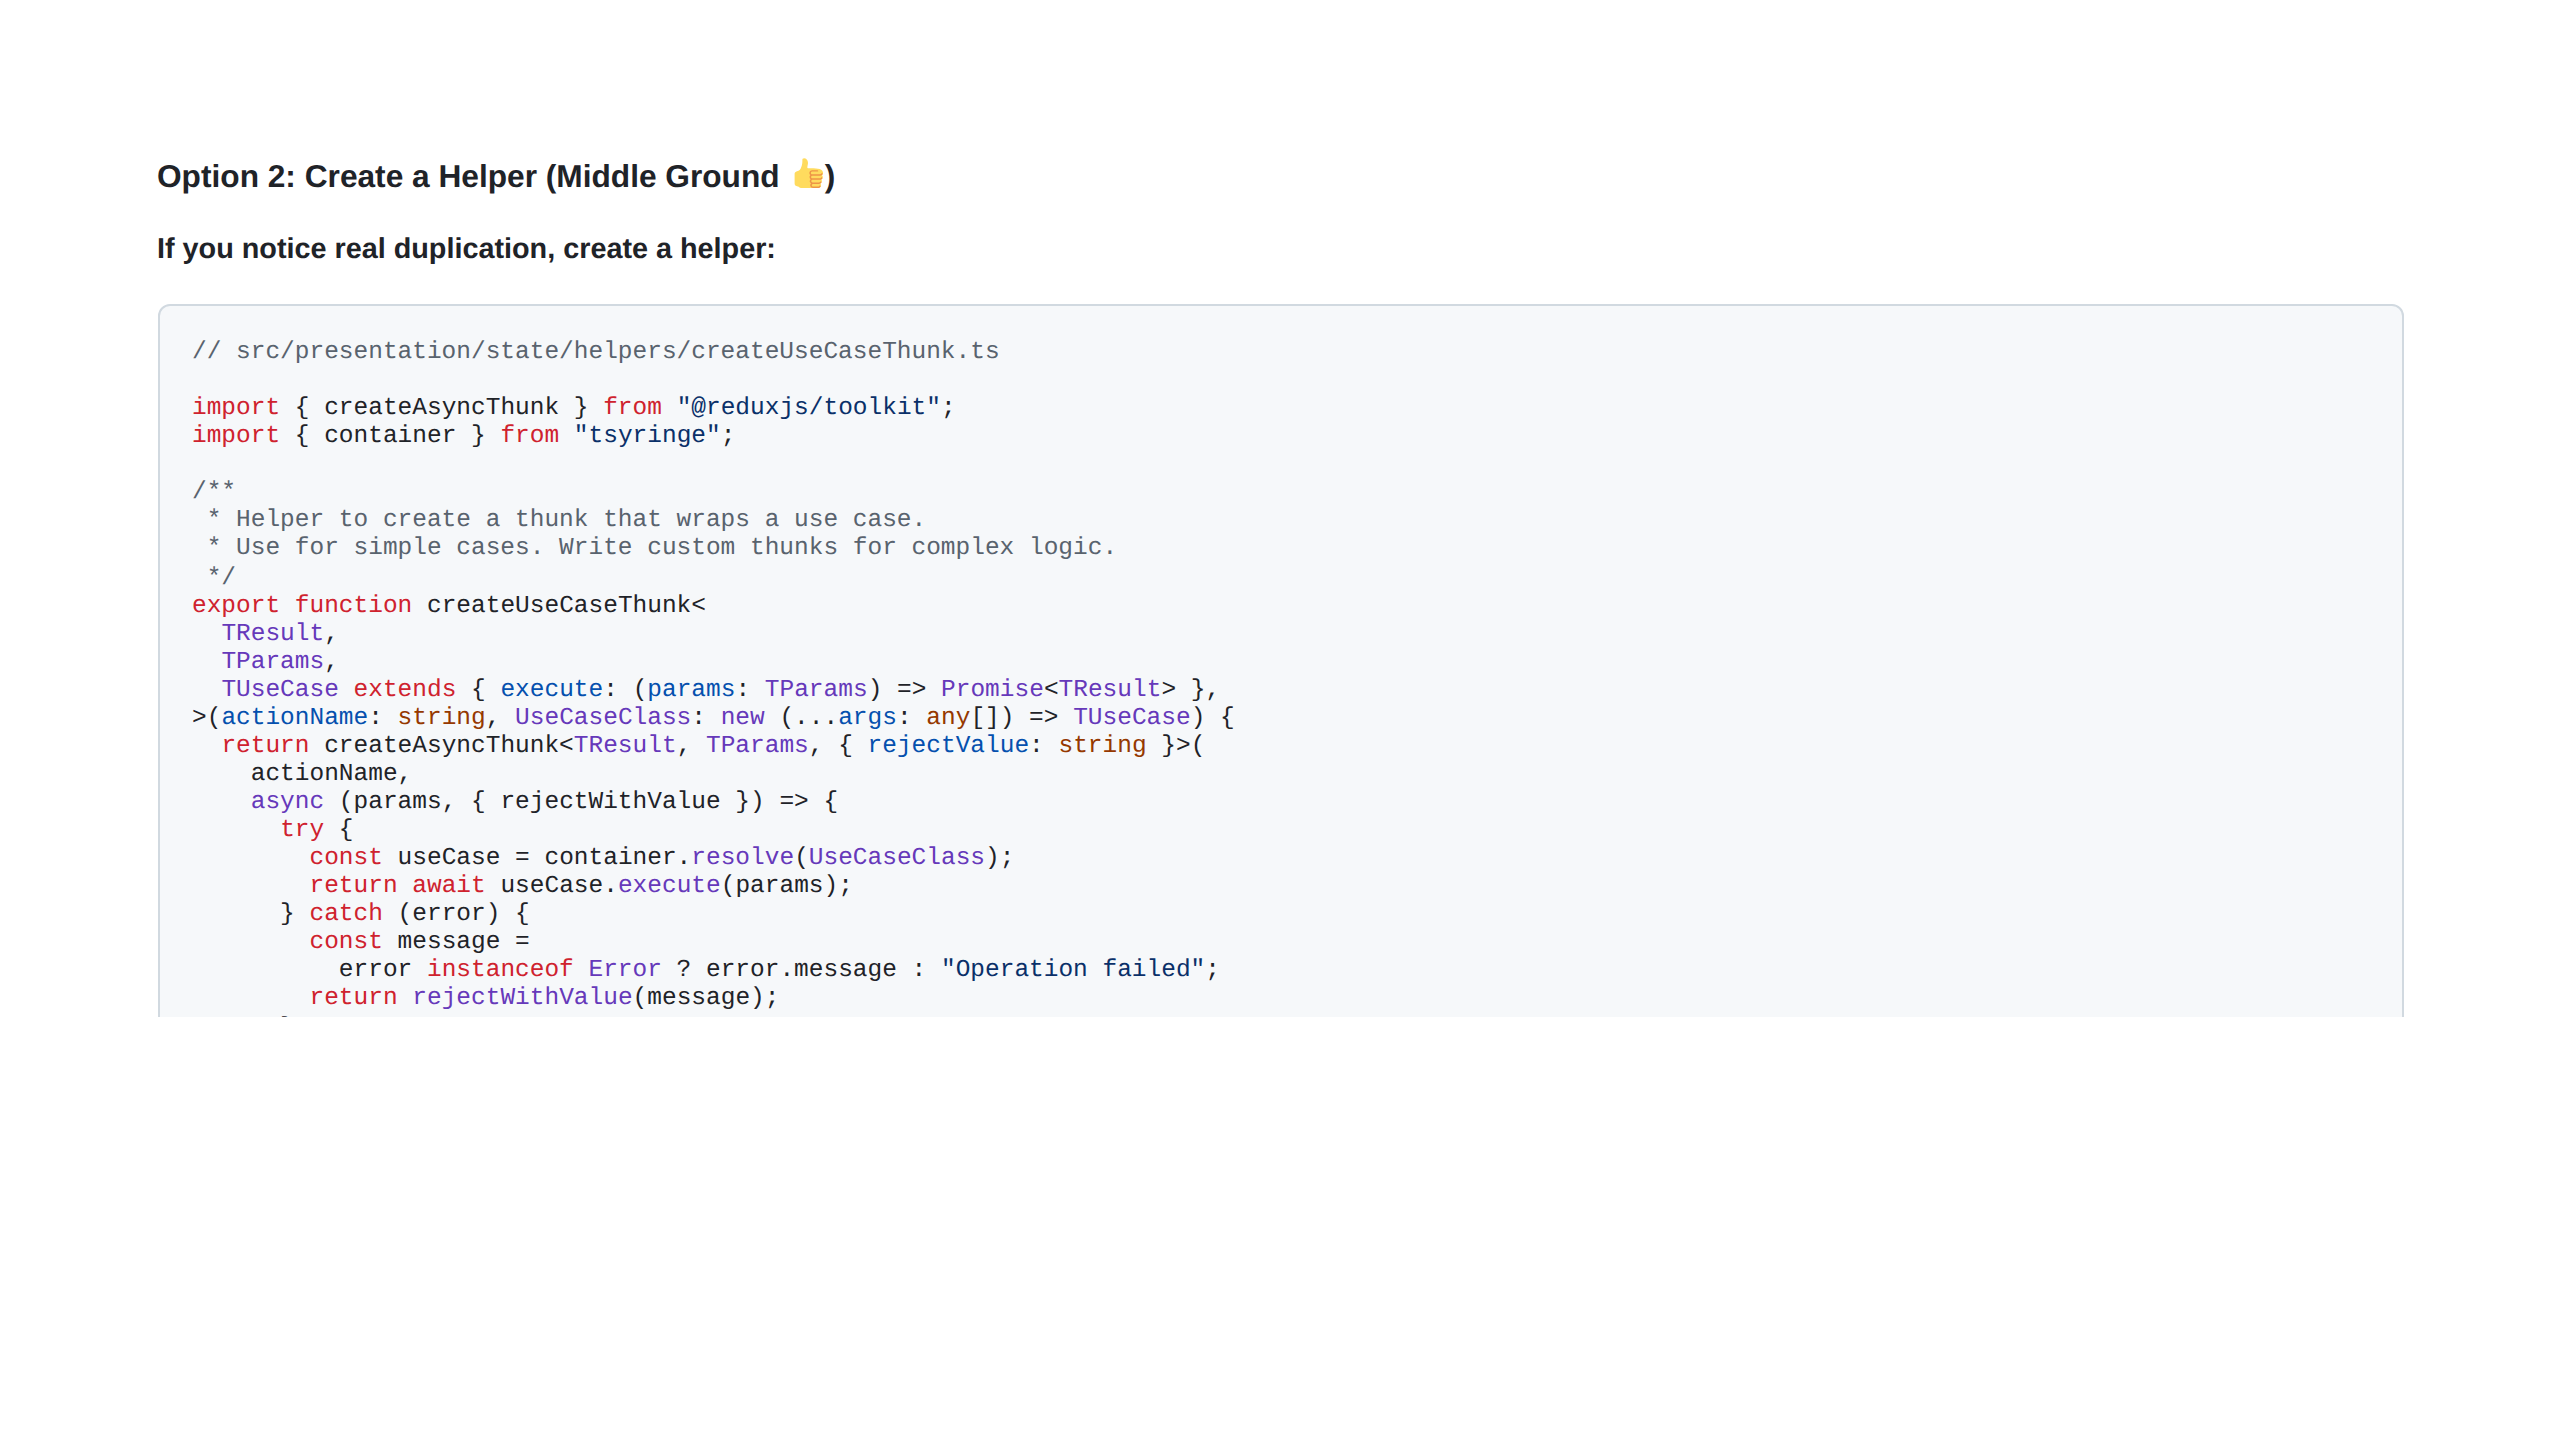 Option 2: Create a Helper (Middle Ground 👍)
If you notice real duplication, create a helper:
// src/presentation/state/helpers/createUseCaseThunk.ts
import { createAsyncThunk } from "@reduxjs/toolkit";
import { container } from "tsyringe";
/**
 * Helper to create a thunk that wraps a use case.
 * Use for simple cases. Write custom thunks for complex logic.
 */
export function createUseCaseThunk<
  TResult,
  TParams,
  TUseCase extends { execute: (params: TParams) => Promise<TResult> },
>(actionName: string, UseCaseClass: new (...args: any[]) => TUseCase) {
  return createAsyncThunk<TResult, TParams, { rejectValue: string }>(
    actionName,
    async (params, { rejectWithValue }) => {
      try {
        const useCase = container.resolve(UseCaseClass);
        return await useCase.execute(params);
      } catch (error) {
        const message =
          error instanceof Error ? error.message : "Operation failed";
        return rejectWithValue(message);